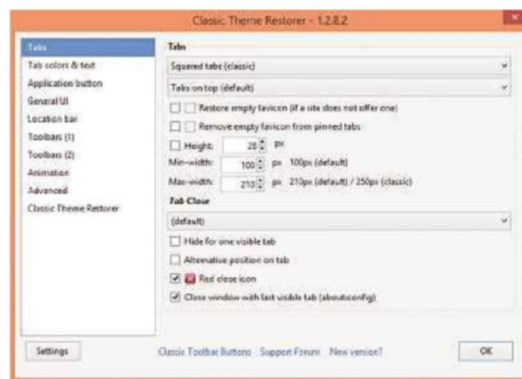 Classic Theme Restorer - 1.2.8.2
Tabs
Tab colors & text
Application button
General UI
Location bar
Toolbars (1)
Toolbars (2)
Animation
Advanced
Classic Theme Restorer
Tabs
Squared tabs (classic)
Tabs on top (default)
Restore empty favicon (if a site does not offer one)
Remove empty favicon from pinned tabs
Height: 28 px
Min-width: 100 px 100px (default)
Max-width: 210 px 210px (default) / 250px (classic)
Tab Close
(default)
Hide for one visible tab
Alternative position on tab
Red close icon
Close window with last visible tab (about:config)
Settings
Classic Toolbar Buttons Support Forum New version?
OK